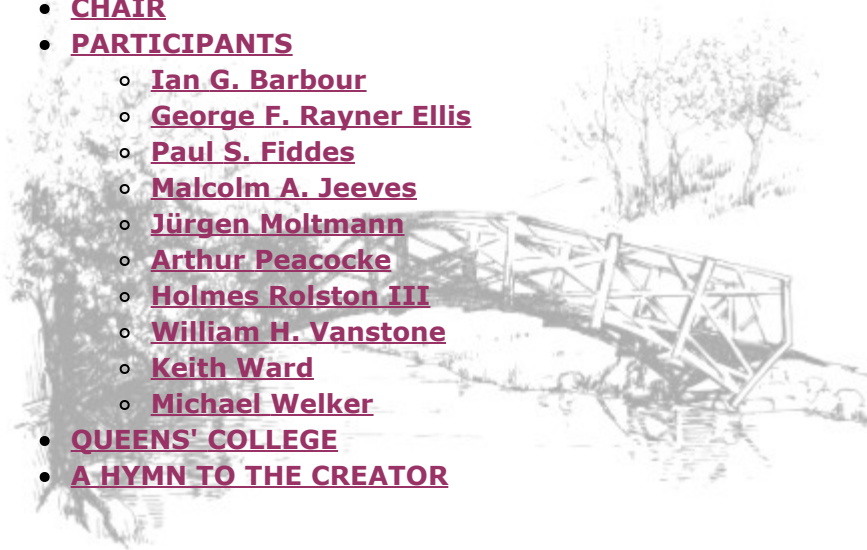 CHAIR
PARTICIPANTS
Ian G. Barbour
George F. Rayner Ellis
Paul S. Fiddes
Malcolm A. Jeeves
Jürgen Moltmann
Arthur Peacocke
Holmes Rolston III
William H. Vanstone
Keith Ward
Michael Welker
QUEENS' COLLEGE
A HYMN TO THE CREATOR